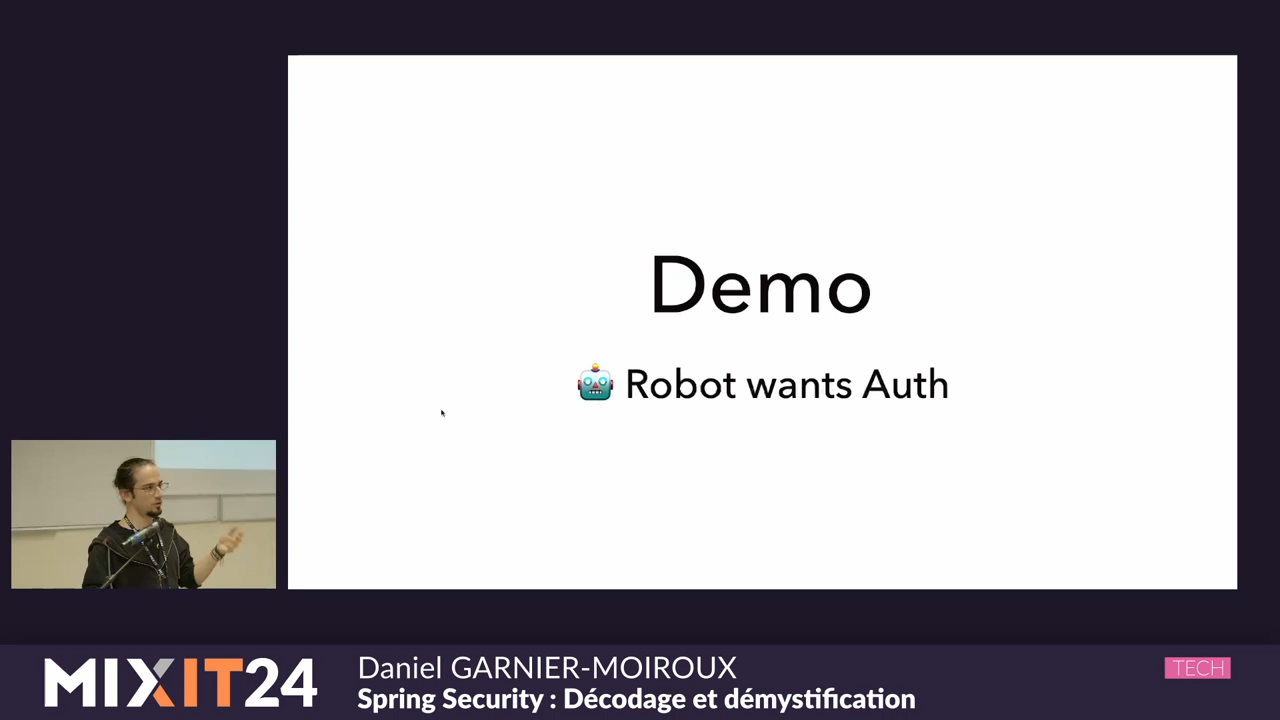 Demo
🤖 Robot wants Auth
MIXIT24
Daniel GARNIER-MOIROUX
Spring Security : Décodage et démystification
TECH